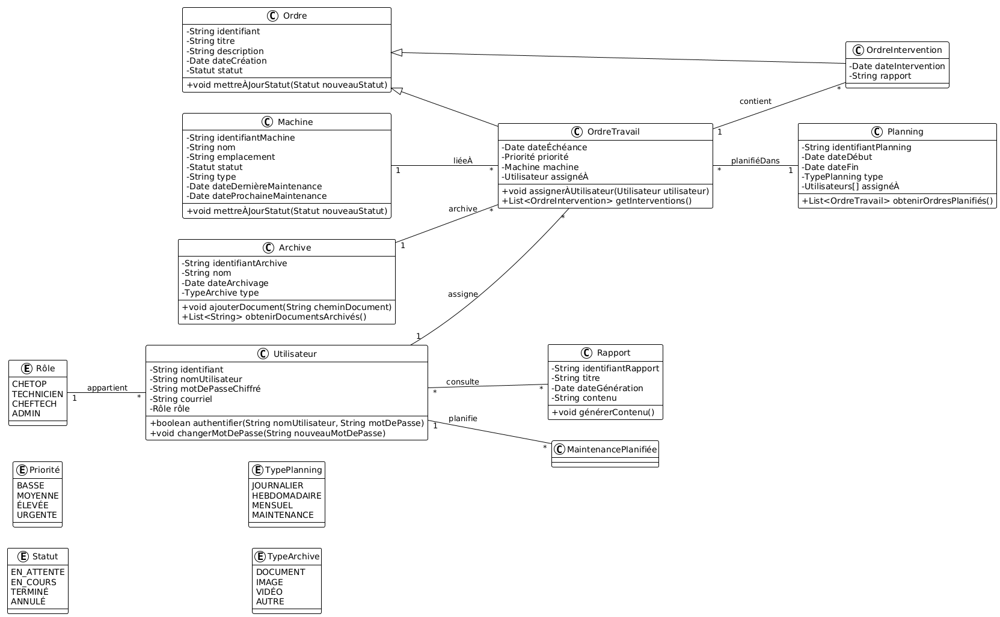 C Ordre
-String identifiant
-String titre
-String description
-Date dateCréation
-Statut statut
+void mettreÀJourStatut(Statut nouveauStatut)
C OrdreIntervention
-Date dateIntervention
-String rapport
*
contient
1
C Machine
-String identifiantMachine
-String nom
-String emplacement
-Statut statut
-String type
-Date dateDernièreMaintenance
-Date dateProchaineMaintenance
+void mettreÀJourStatut(Statut nouveauStatut)
liéeÀ
1
*
C OrdreTravail
-Date dateÉchéance
-Priorité priorité
-Machine machine
-Utilisateur assignéÀ
+void assignerÀUtilisateur(Utilisateur utilisateur)
+List<OrdreIntervention> getInterventions()
planifiéDans
*
1
C Planning
-String identifiantPlanning
-Date dateDébut
-Date dateFin
-TypePlanning type
-Utilisateurs[] assignéÀ
+List<OrdreTravail> obtenirOrdresPlanifiés()
archive
*
1
*
C Archive
-String identifiantArchive
-String nom
-Date dateArchivage
-TypeArchive type
+void ajouterDocument(String cheminDocument)
+List<String> obtenirDocumentsArchivés()
assigne
1
E Rôle
CHETOP
TECHNICIEN
CHEFTECH
ADMIN
appartient
1
*
C Utilisateur
-String identifiant
-String nomUtilisateur
-String motDePasseChiffré
-String courriel
-Rôle rôle
+boolean authentifier(String nomUtilisateur, String motDePasse)
+void changerMotDePasse(String nouveauMotDePasse)
consulte
*
*
C Rapport
-String identifiantRapport
-String titre
-Date dateGénération
-String contenu
+void générerContenu()
planifie
1
*
C MaintenancePlanifiée
E Priorité
BASSE
MOYENNE
ÉLEVÉE
URGENTE
E TypePlanning
JOURNALIER
HEBDOMADAIRE
MENSUEL
MAINTENANCE
E Statut
EN_ATTENTE
EN_COURS
TERMINÉ
ANNULÉ
E TypeArchive
DOCUMENT
IMAGE
VIDÉO
AUTRE